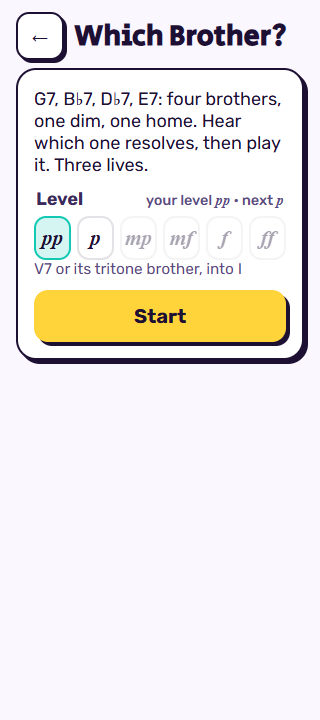 ← Which Brother?
G7, B♭7, D♭7, E7: four brothers,
one dim, one home. Hear
which one resolves, then play
it. Three lives.
Level your level pp • next p
pp p mp mf f ff
V7 or its tritone brother, into I
Start